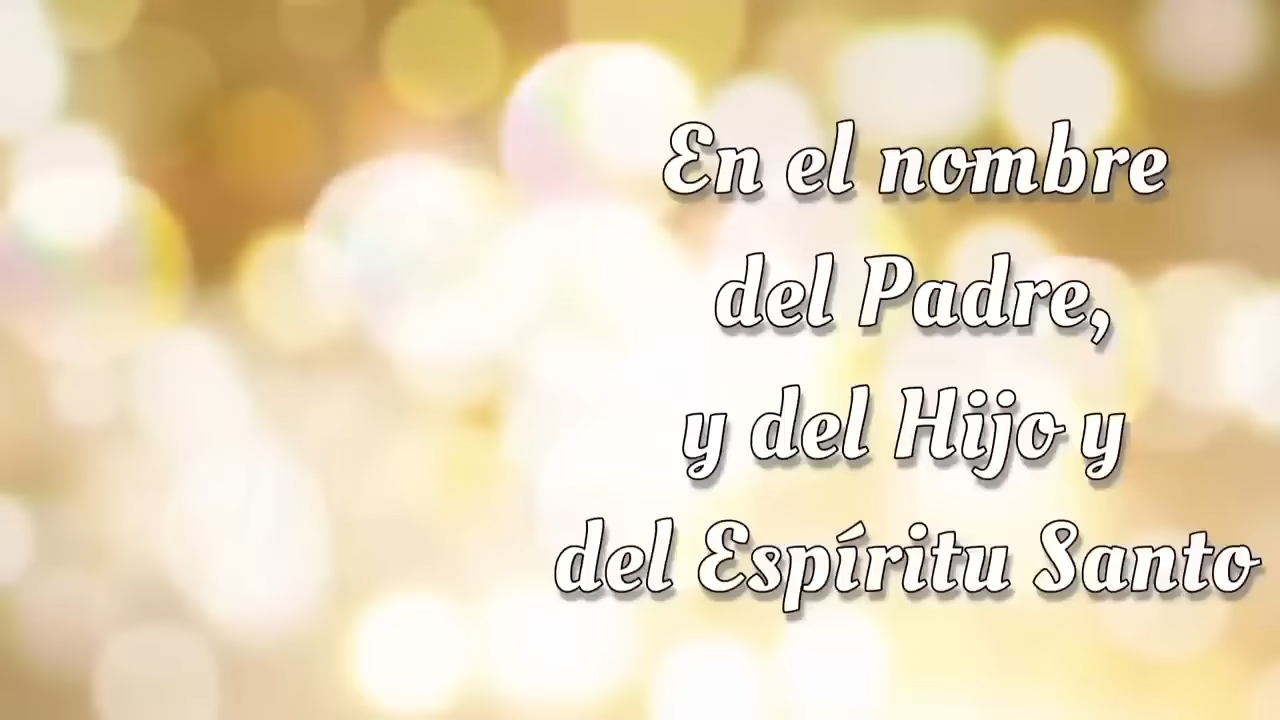 En el nombre
del Padre,
y del Hijo y
del Espíritu Santo